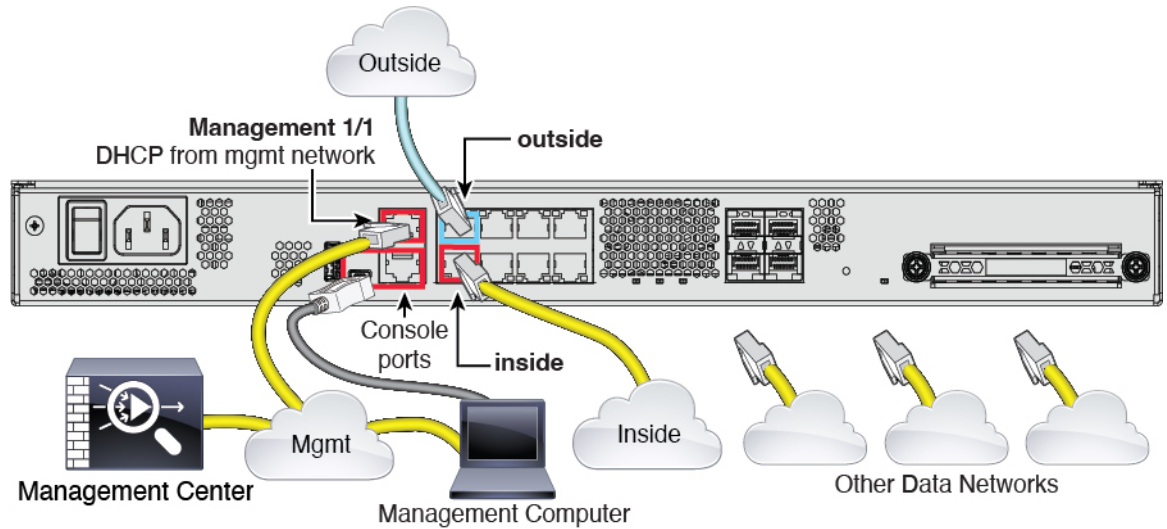 Outside
Management 1/1
DHCP from mgmt network
outside
Console
ports
inside
Mgmt
Inside
Management Center
Management Computer
Other Data Networks